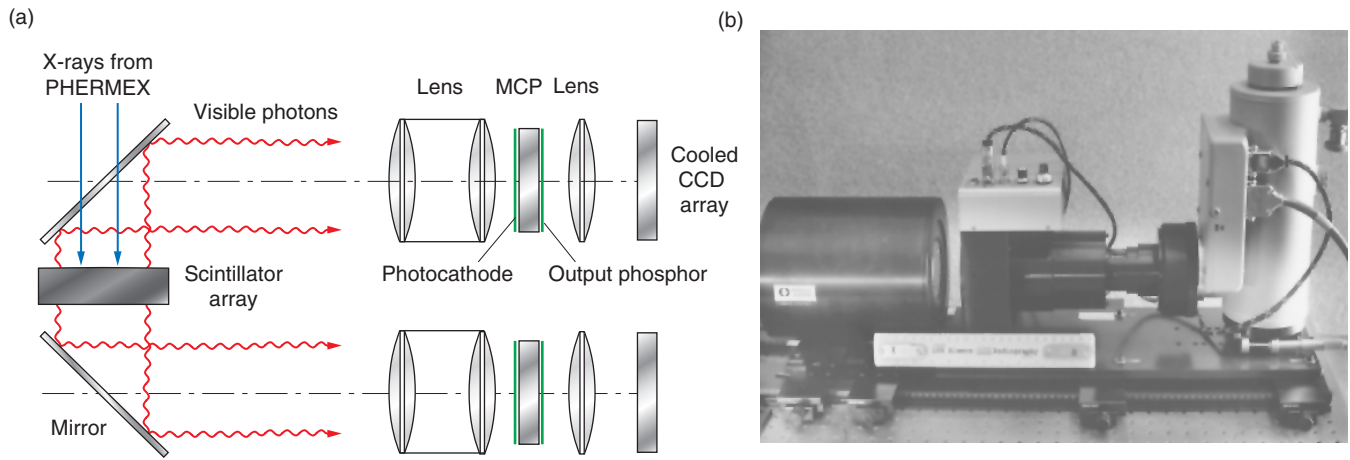 (a)
X-rays from
PHERMEX
Visible photons
Lens
MCP
Lens
Cooled
CCD
array
Photocathode
Output phosphor
Scintillator
array
Mirror
(b)